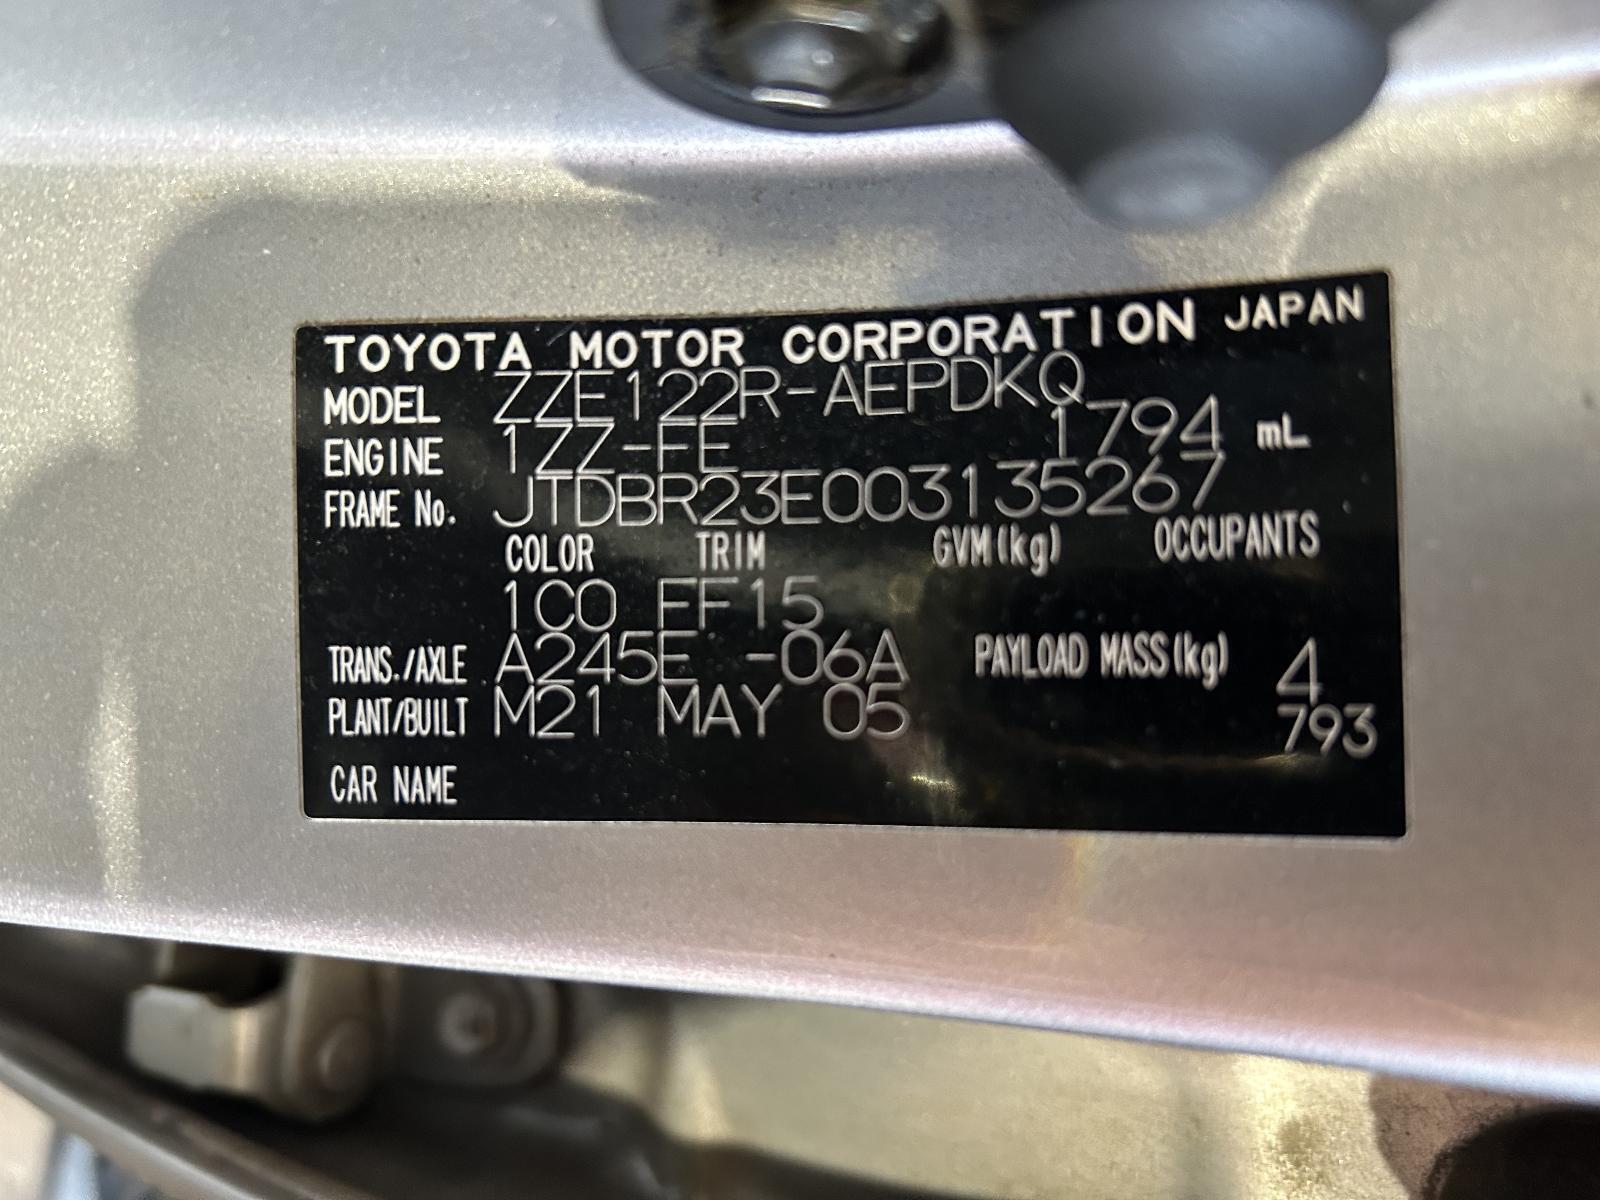 TOYOTA MOTOR CORPORATION JAPAN
MODEL ZZE122R-AEPDKQ
ENGINE 1ZZ-FE 1794 mL
FRAME No. JTDBR23E003135267
COLOR TRIM GVM(kg) OCCUPANTS
1C0 FF15
TRANS./AXLE A245E -06A PAYLOAD MASS(kg) 4
PLANT/BUILT M21 MAY 05 793
CAR NAME